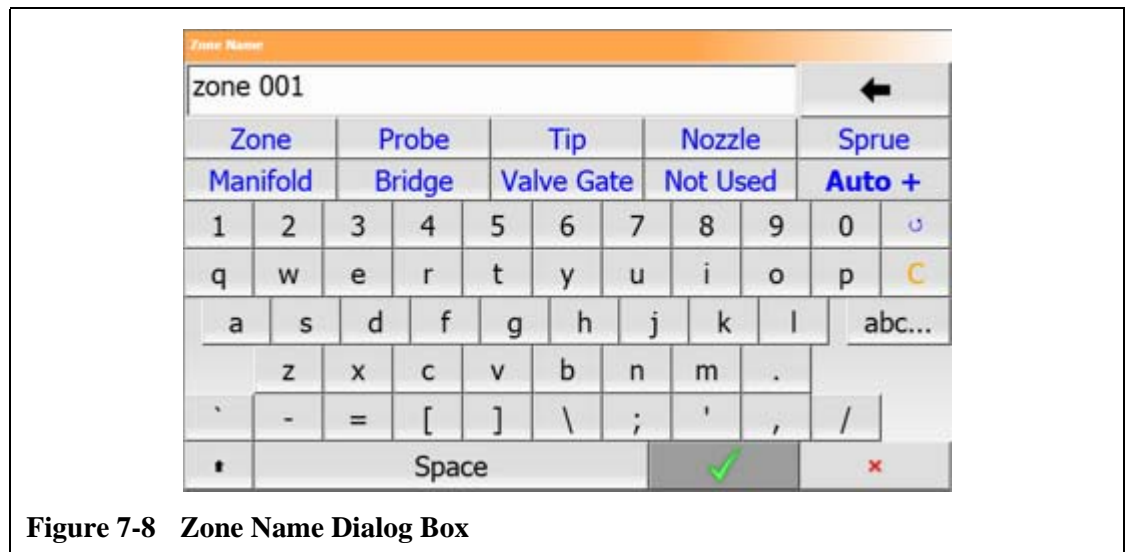 Zone Name
zone 001
Zone Probe Tip Nozzle Sprue
Manifold Bridge Valve Gate Not Used Auto +
1 2 3 4 5 6 7 8 9 0
q w e r t y u i o p C
a s d f g h j k l abc...
z x c v b n m .
` - = [ ] \ ; ' , /
Space
Figure 7-8 Zone Name Dialog Box